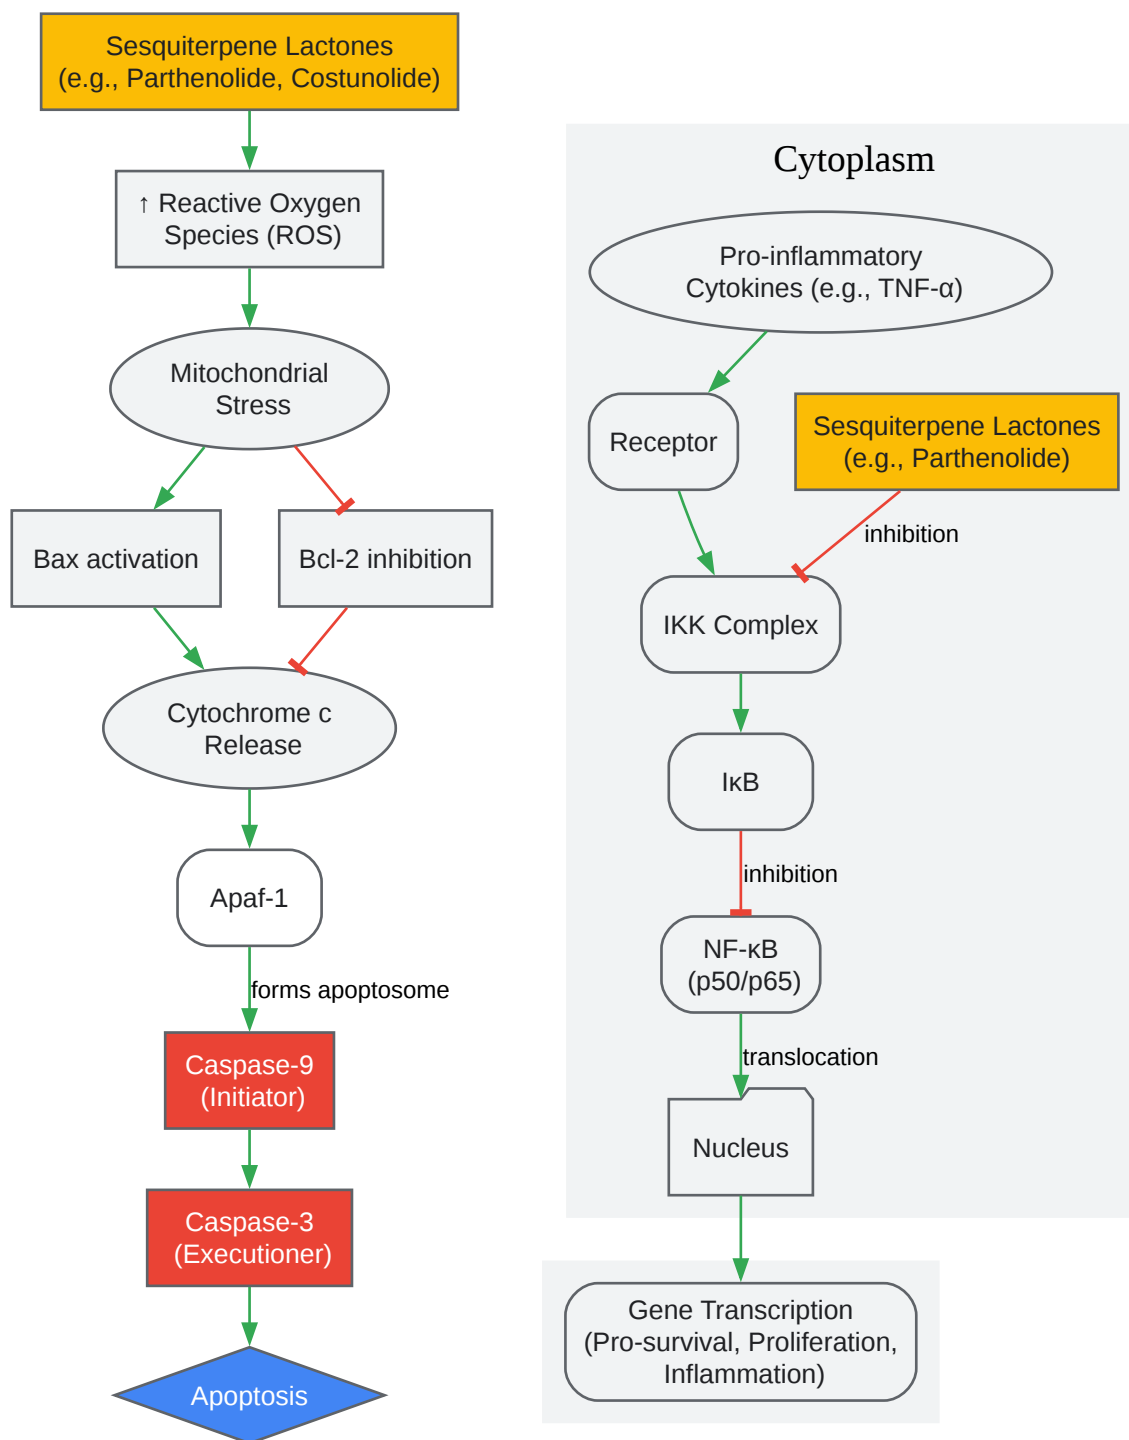 Sesquiterpene Lactones
(e.g., Parthenolide, Costunolide)
↑ Reactive Oxygen
Species (ROS)
Mitochondrial
Stress
Bax activation
Bcl-2 inhibition
Cytochrome c
Release
Apaf-1
forms apoptosome
Caspase-9
(Initiator)
Caspase-3
(Executioner)
Apoptosis
Cytoplasm
Pro-inflammatory
Cytokines (e.g., TNF-α)
Receptor
Sesquiterpene Lactones
(e.g., Parthenolide)
inhibition
IKK Complex
IκB
inhibition
NF-κB
(p50/p65)
translocation
Nucleus
Gene Transcription
(Pro-survival, Proliferation,
Inflammation)